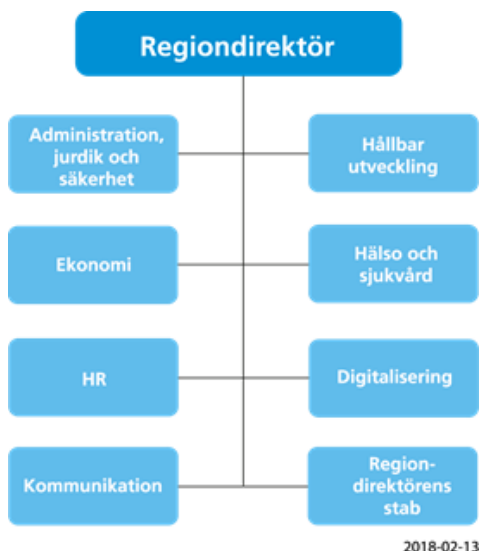 Regiondirektör
Administration,
jurdik och
säkerhet
Hållbar
utveckling
Ekonomi
Hälso och
sjukvård
HR
Digitalisering
Kommunikation
Region-
direktörens
stab
2018-02-13